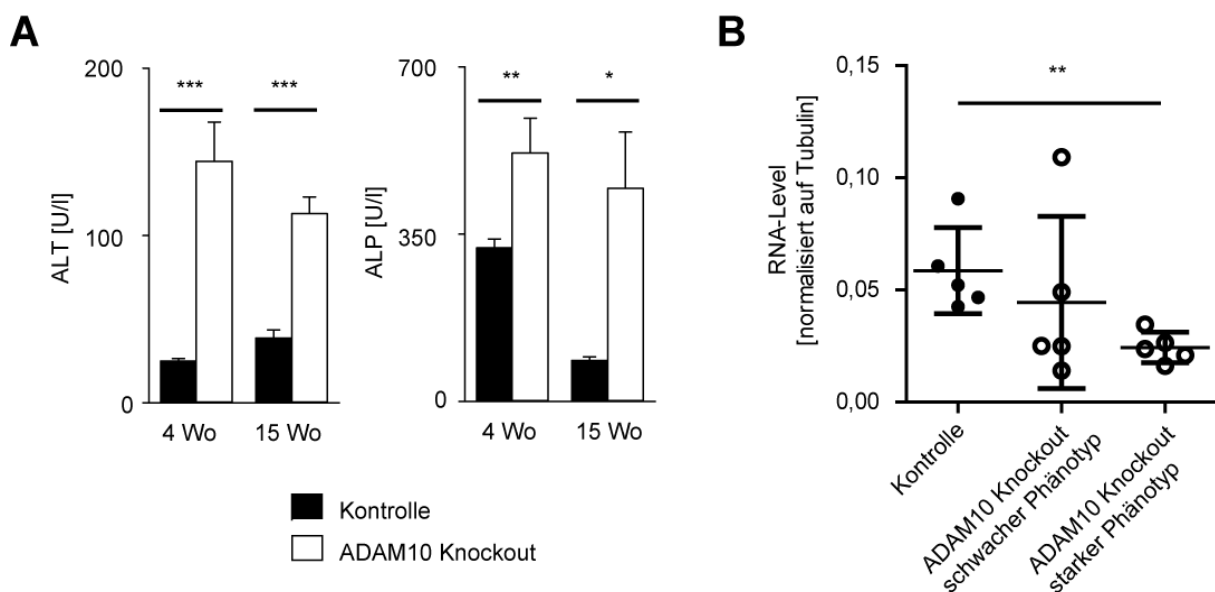 A
200
100
0
ALT [U/l]
***
***
4 Wo
15 Wo
700
350
0
ALP [U/l]
**
*
4 Wo
15 Wo
Kontrolle
ADAM10 Knockout
B
0,15
0,10
0,05
0,00
RNA-Level
[normalisiert auf Tubulin]
**
Kontrolle
ADAM10 Knockout
schwacher Phänotyp
ADAM10 Knockout
starker Phänotyp